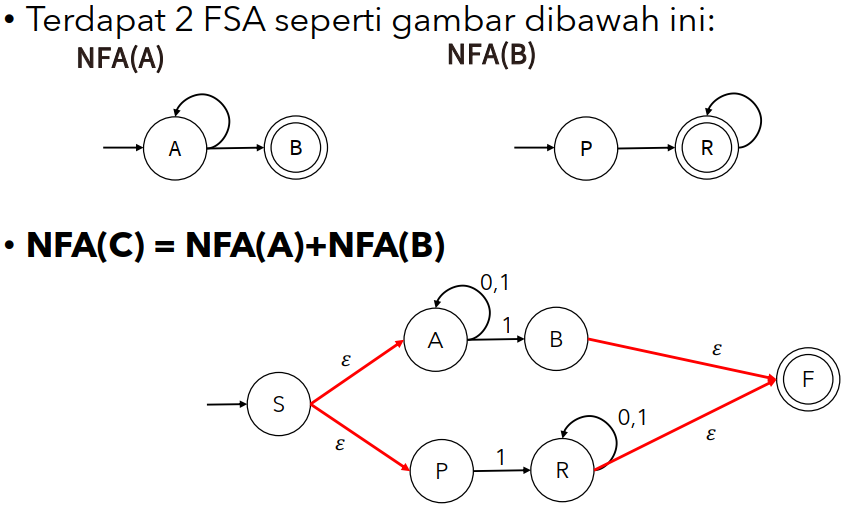 • Terdapat 2 FSA seperti gambar dibawah ini:
NFA(A) NFA(B)
A B P R
• NFA(C) = NFA(A)+NFA(B)
0,1
A 1 B
ε ε
S F
ε 0,1 ε
P 1 R